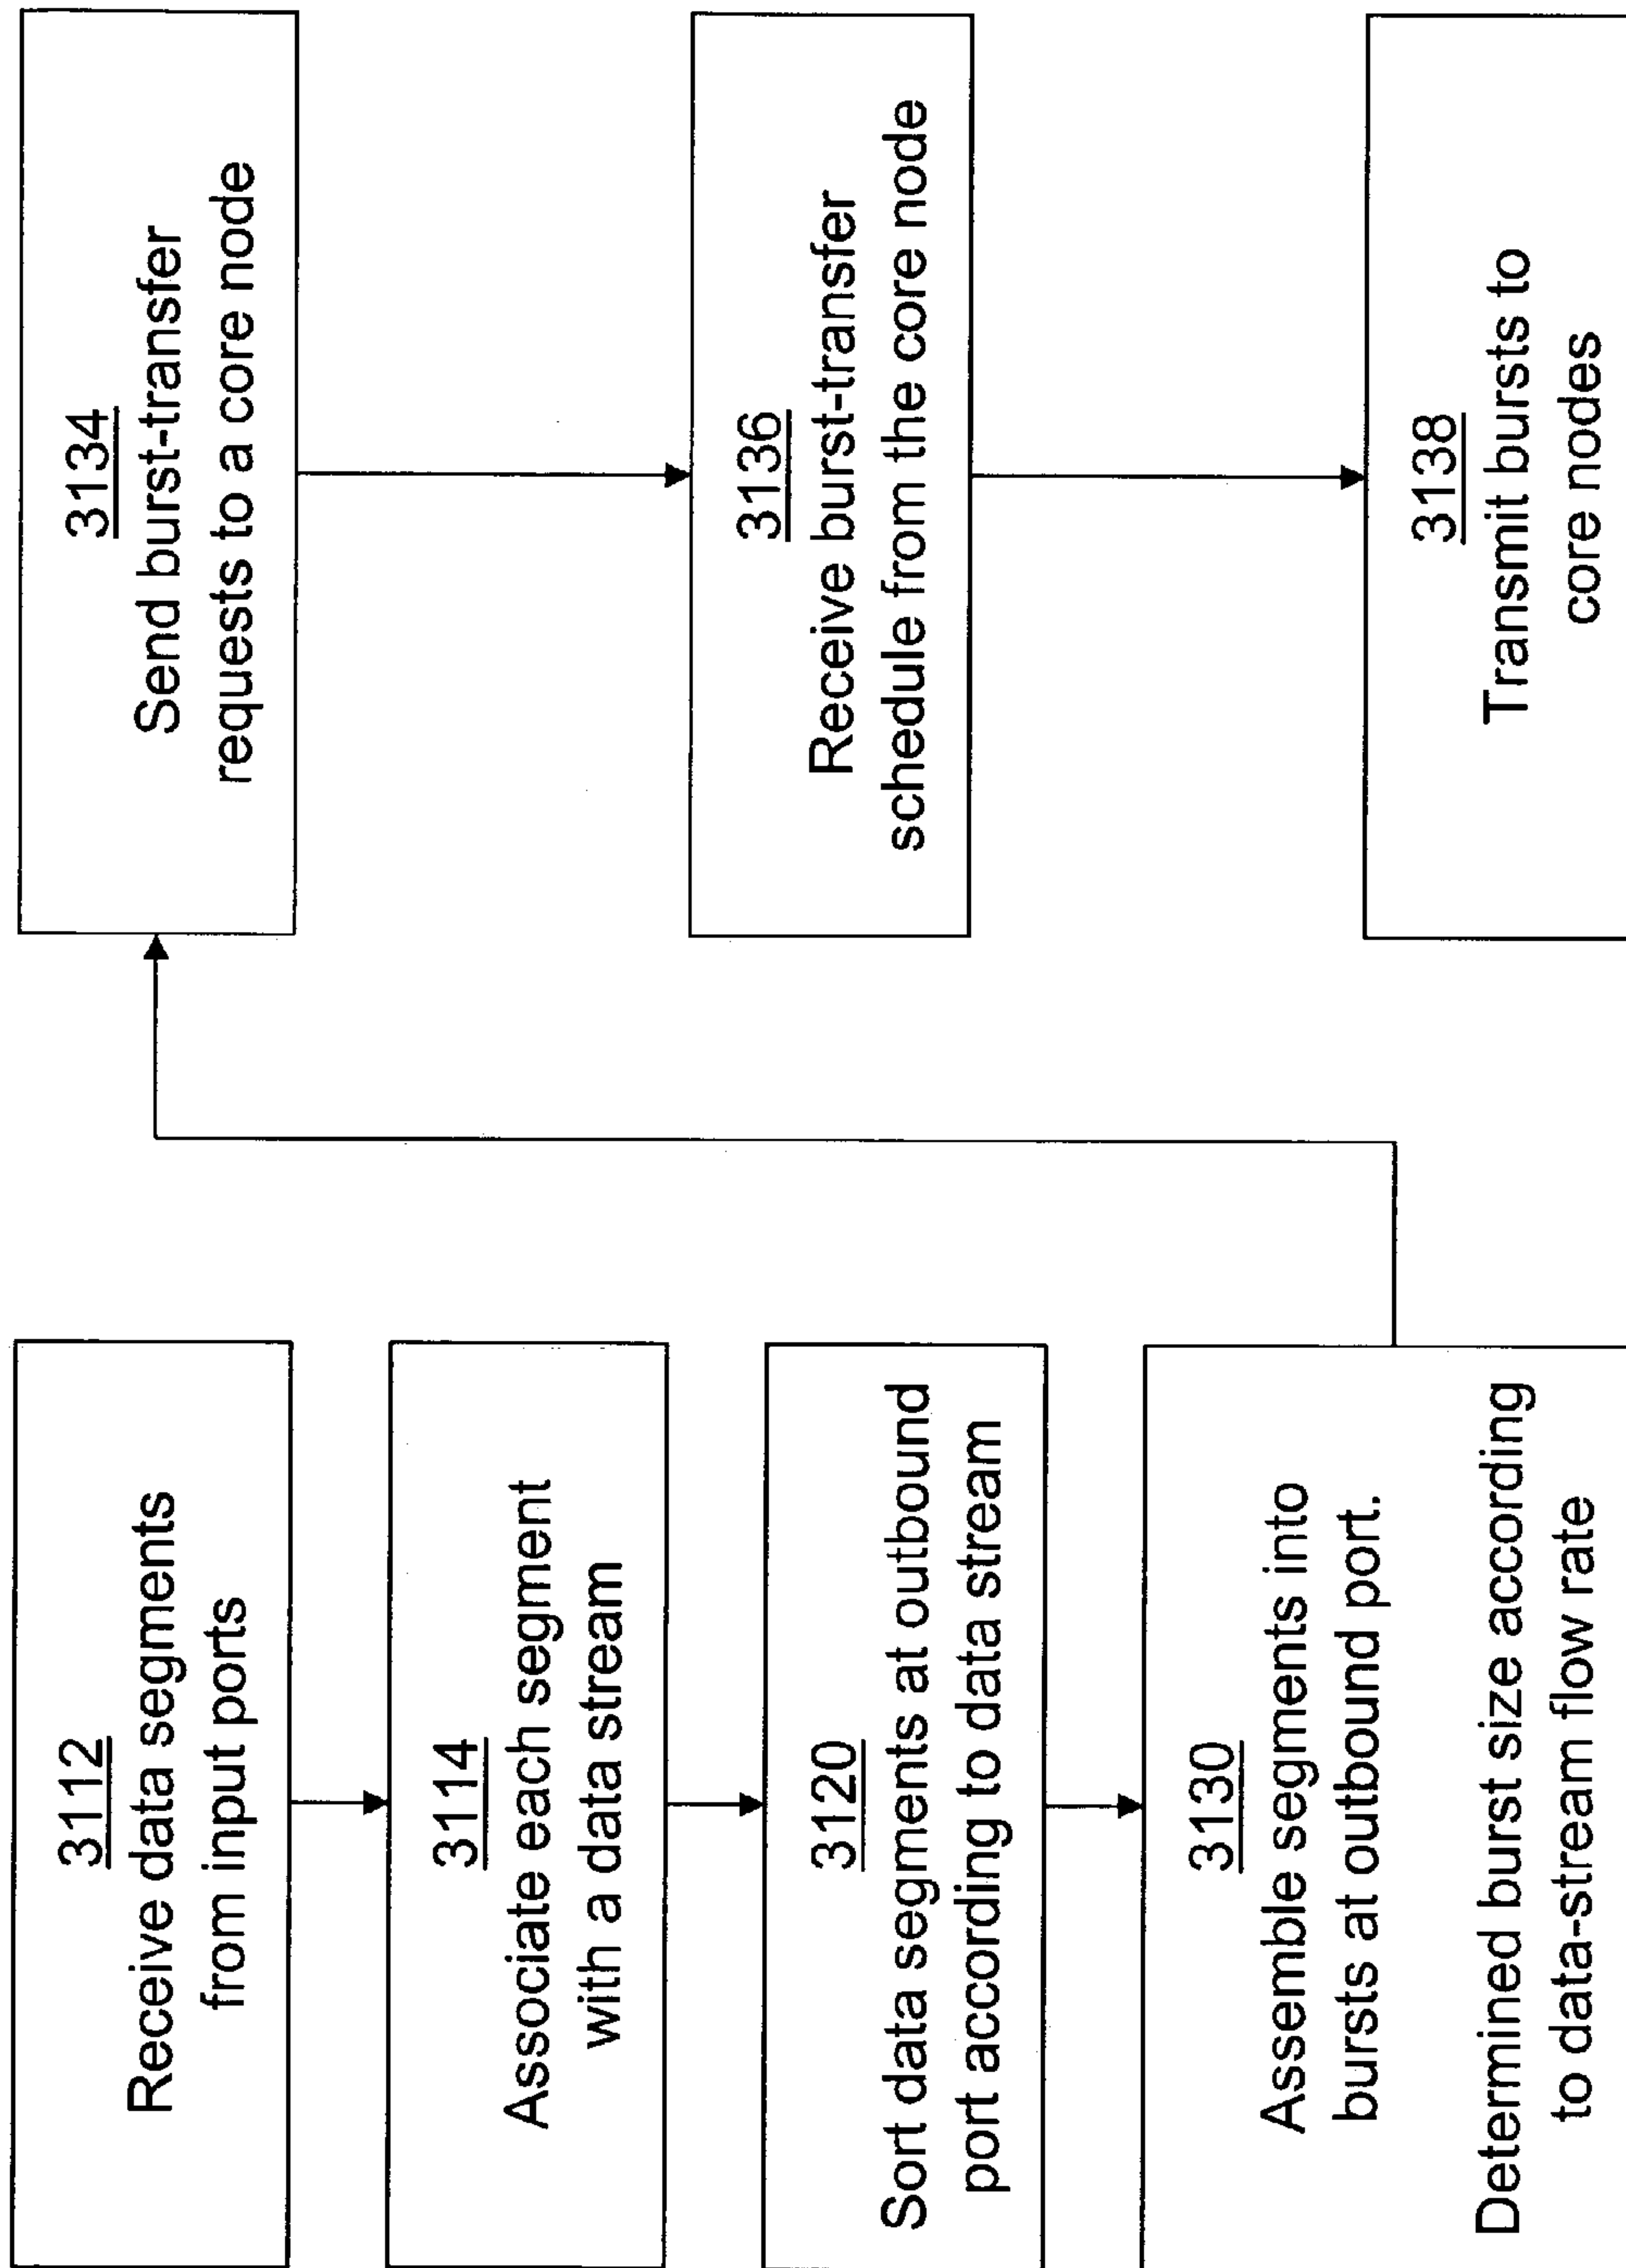 3112
Receive data segments
from input ports
3114
Associate each segment
with a data stream
3120
Sort data segments at outbound
port according to data stream
3130
Assemble segments into
bursts at outbound port.
Determined burst size according
to data-stream flow rate
3134
Send burst-transfer
requests to a core node
3136
Receive burst-transfer
schedule from the core node
3138
Transmit bursts to
core nodes